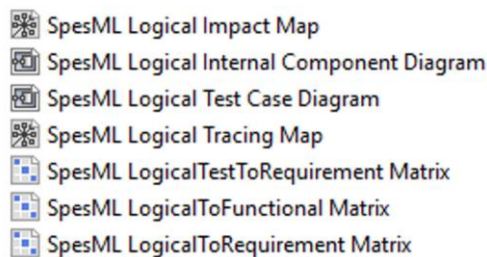 SpesML Logical Impact Map
SpesML Logical Internal Component Diagram
SpesML Logical Test Case Diagram
SpesML Logical Tracing Map
SpesML LogicalTestToRequirement Matrix
SpesML LogicalToFunctional Matrix
SpesML LogicalToRequirement Matrix